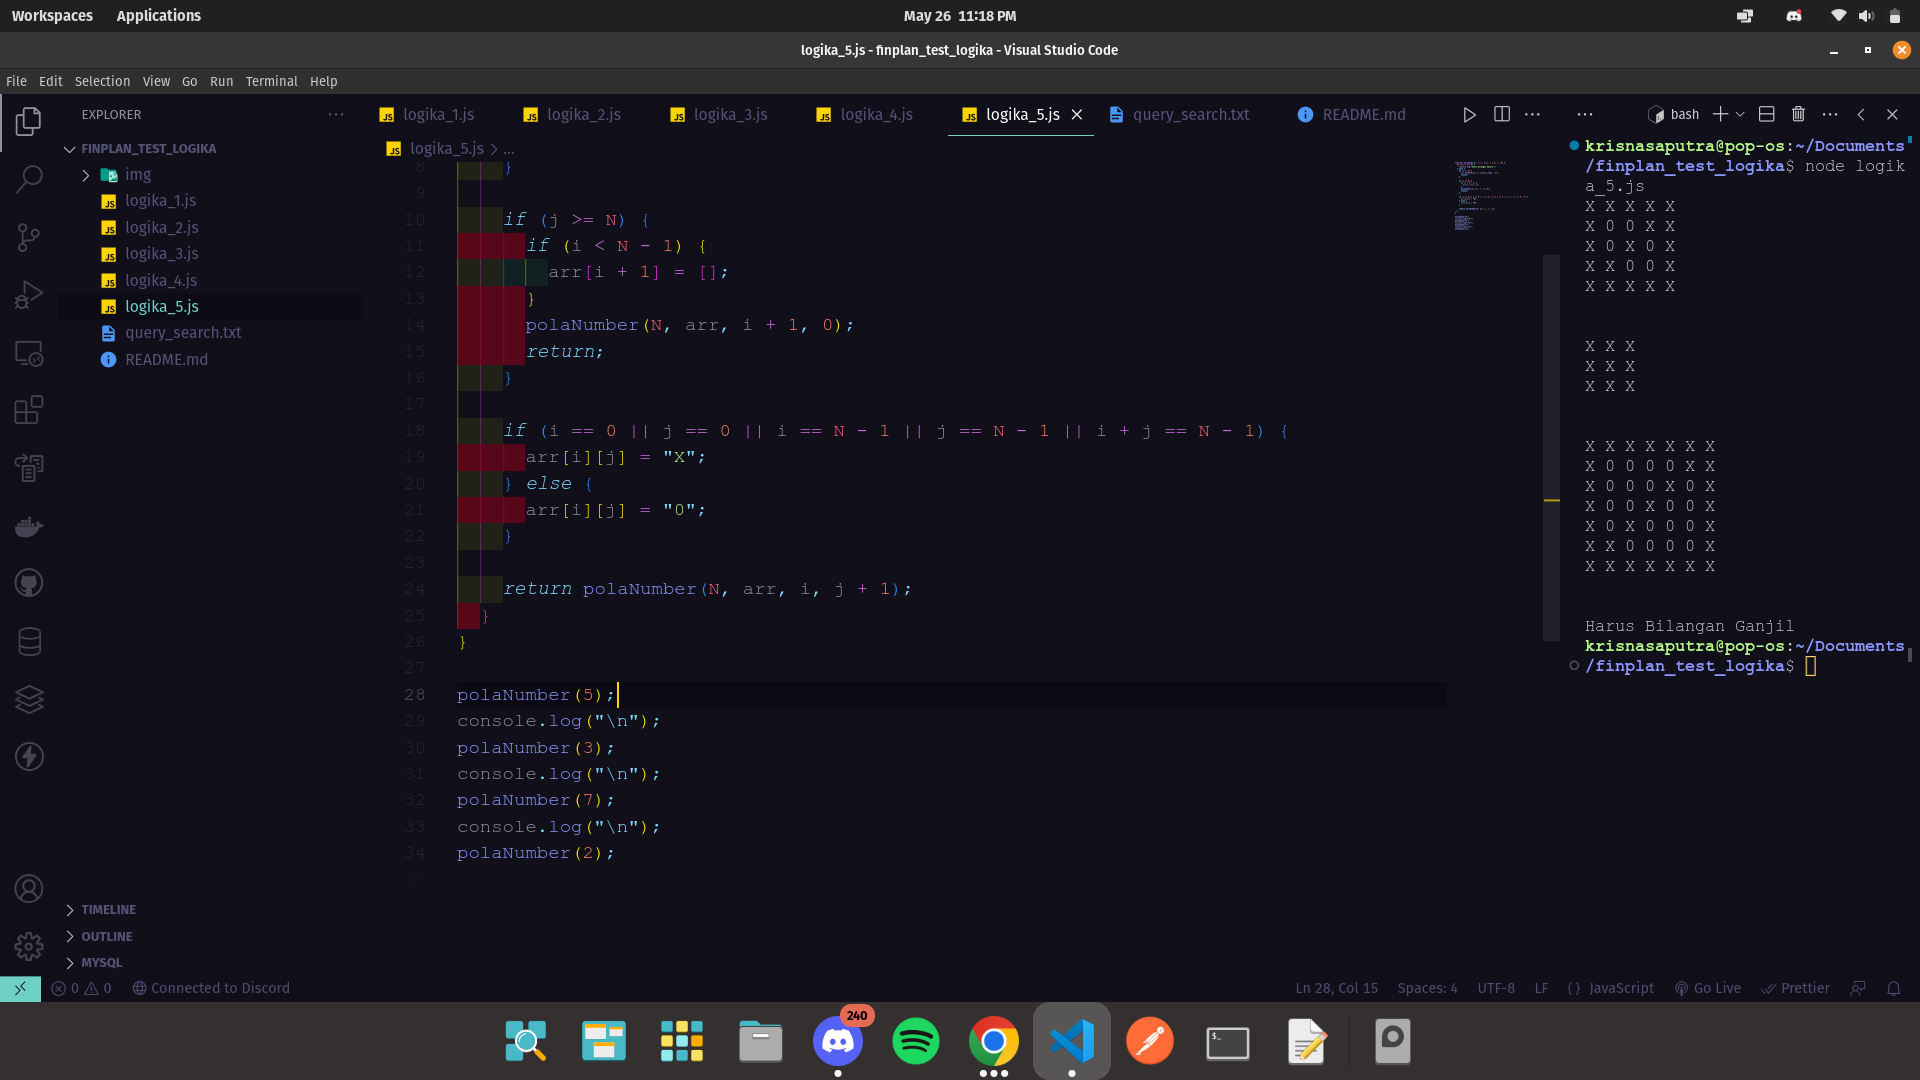 Workspaces Applications May 26 11:18 PM
logika_5.js - finplan_test_logika - Visual Studio Code
File Edit Selection View Go Run Terminal Help
EXPLORER
FINPLAN_TEST_LOGIKA
img
logika_1.js
logika_2.js
logika_3.js
logika_4.js
logika_5.js
query_search.txt
README.md
TIMELINE
OUTLINE
MYSQL
logika_1.js logika_2.js logika_3.js logika_4.js logika_5.js query_search.txt README.md
logika_5.js > ...
8 }
9
10 if (j >= N) {
11 if (i < N - 1) {
12 arr[i + 1] = [];
13 }
14 polaNumber(N, arr, i + 1, 0);
15 return;
16 }
17
18 if (i == 0 || j == 0 || i == N - 1 || j == N - 1 || i + j == N - 1) {
19 arr[i][j] = "X";
20 } else {
21 arr[i][j] = "0";
22 }
23
24 return polaNumber(N, arr, i, j + 1);
25 }
26 }
27
28 polaNumber(5);
29 console.log("\n");
30 polaNumber(3);
31 console.log("\n");
32 polaNumber(7);
33 console.log("\n");
34 polaNumber(2);
35
bash
krisnasaputra@pop-os:~/Documents
/finplan_test_logika$ node logik
a_5.js
X X X X X
X 0 0 X X
X 0 X 0 X
X X 0 0 X
X X X X X
X X X
X X X
X X X
X X X X X X X
X 0 0 0 0 X X
X 0 0 0 X 0 X
X 0 0 X 0 0 X
X 0 X 0 0 0 X
X X 0 0 0 0 X
X X X X X X X
Harus Bilangan Ganjil
krisnasaputra@pop-os:~/Documents
/finplan_test_logika$
0 0 Connected to Discord Ln 28, Col 15 Spaces: 4 UTF-8 LF {} JavaScript Go Live Prettier
240